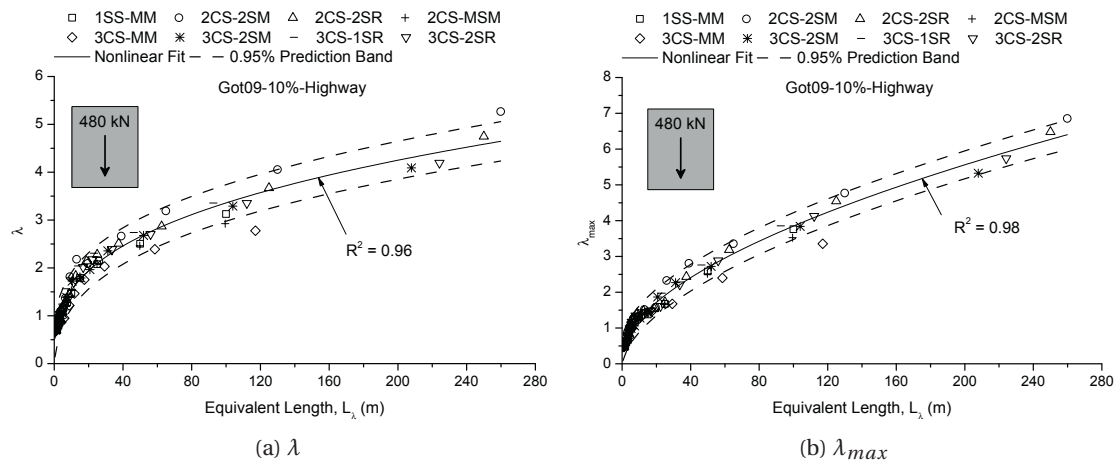 □ 1SS-MM ○ 2CS-2SM △ 2CS-2SR + 2CS-MSM
◇ 3CS-MM ✳ 3CS-2SM − 3CS-1SR ▽ 3CS-2SR
—— Nonlinear Fit — — 0.95% Prediction Band
Got09-10%-Highway
480 kN
R² = 0.96
λ
6
5
4
3
2
1
0
0 40 80 120 160 200 240 280
Equivalent Length, L_λ (m)
(a) λ
□ 1SS-MM ○ 2CS-2SM △ 2CS-2SR + 2CS-MSM
◇ 3CS-MM ✳ 3CS-2SM − 3CS-1SR ▽ 3CS-2SR
—— Nonlinear Fit — — 0.95% Prediction Band
Got09-10%-Highway
480 kN
R² = 0.98
λ_max
8
7
6
5
4
3
2
1
0
0 40 80 120 160 200 240 280
Equivalent Length, L_λ (m)
(b) λ_max